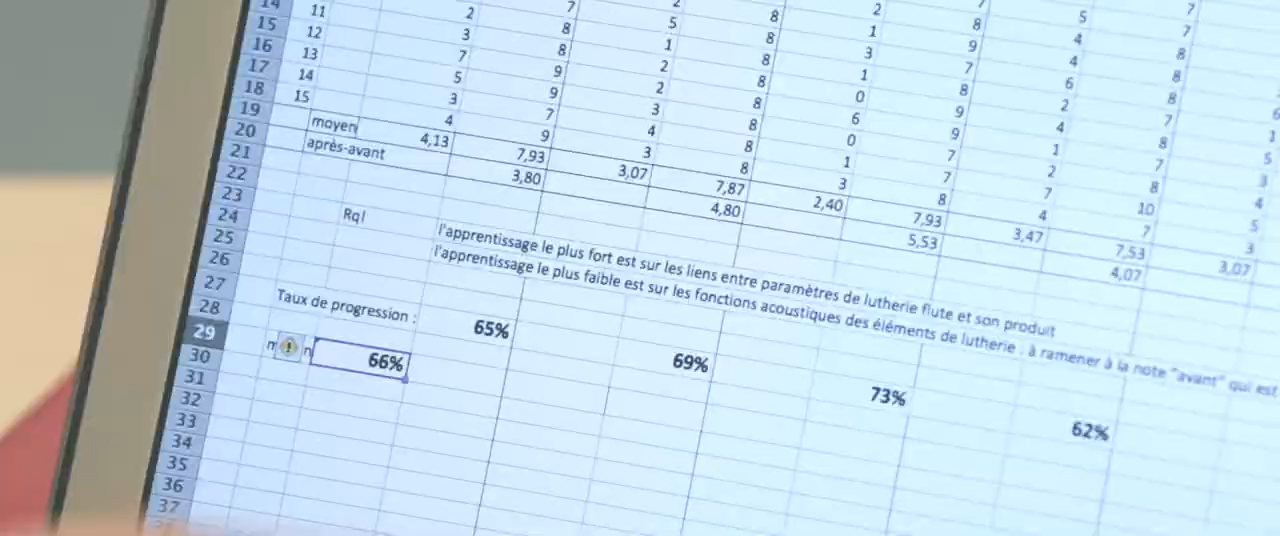 7
7 5 7
2 8 4 8
2 8 1 9 4 8
7 5 8 3 7 6 8 6
14 2 8 1 8 1 8 2 7 1
15 11 3 8 2 8 0 9 4 8 5
16 12 7 9 2 8 6 9 1 7 3
17 13 5 9 3 8 0 7 2 8 4
18 14 3 7 4 8 1 7 7 10 5
19 15 4 9 3 8 3 8 4 7 3
20 moyen 4,13 7,93 3,07 7,87 2,40 7,93 3,47 7,53 3,07
21 après-avant 3,80 4,80 5,53 4,07
22
23
24 Rql l'apprentissage le plus fort est sur les liens entre paramètres de lutherie flute et son produit
25 l'apprentissage le plus faible est sur les fonctions acoustiques des éléments de lutherie : à ramener à la note "avant" qui est
26
27
28 Taux de progression : 65% 69% 73% 62%
29
30 66%
31
32
33
34
35
36
37